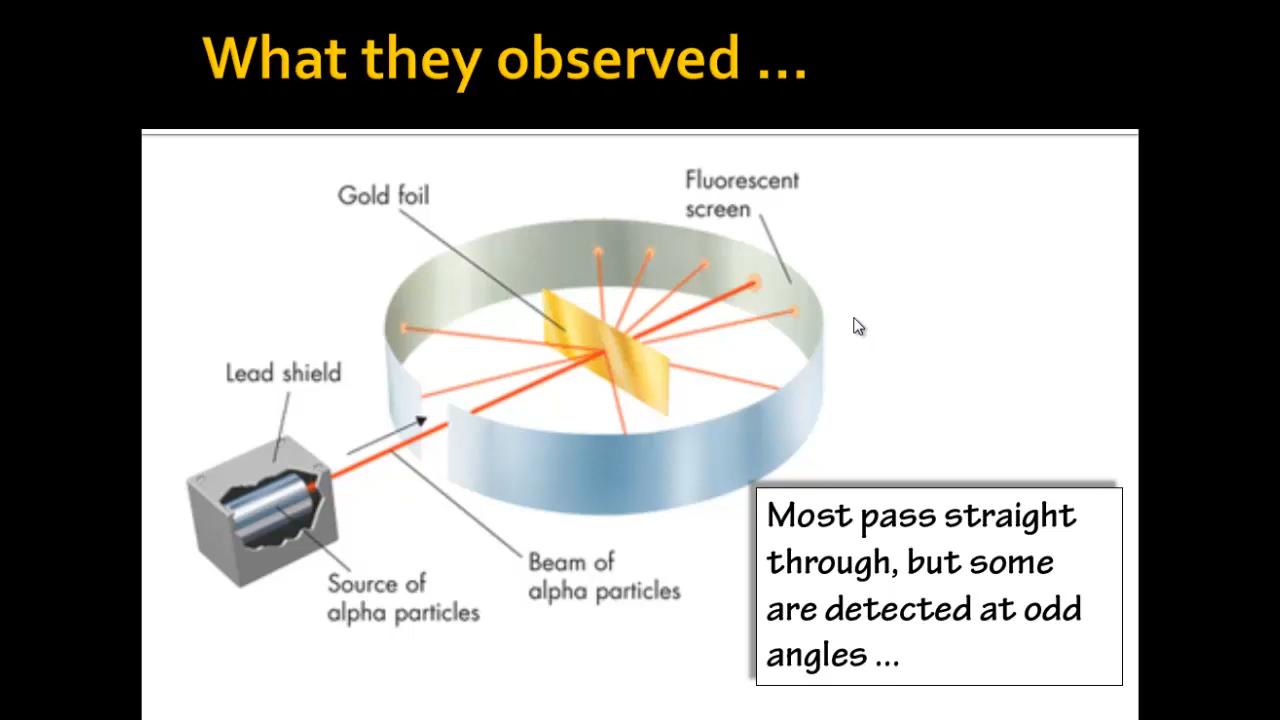 What they observed ...
Gold foil
Fluorescent
screen
Lead shield
Source of
alpha particles
Beam of
alpha particles
Most pass straight
through, but some
are detected at odd
angles ...